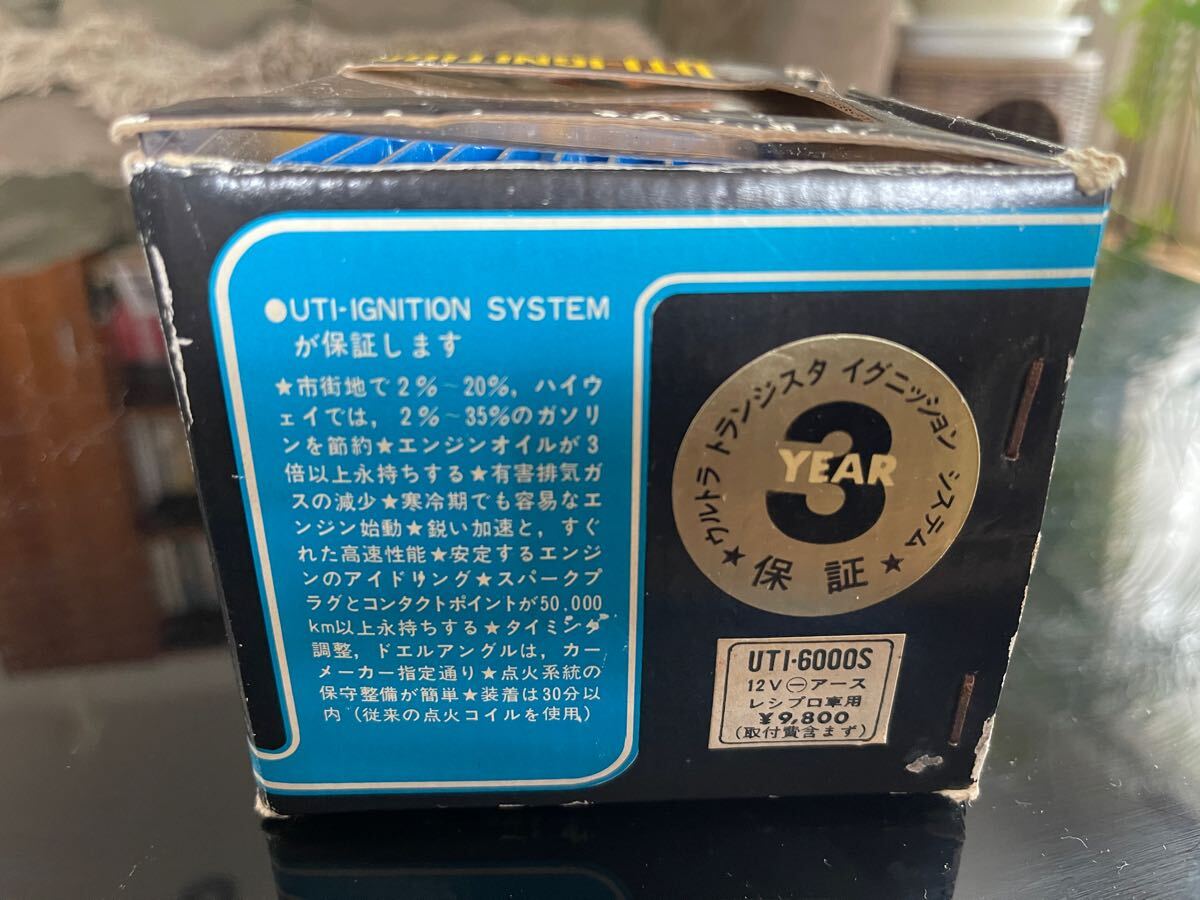 UTI-IGNITION
●UTI-IGNITION SYSTEM
が保証します
★市街地で2%~20%, ハイウ
ェイでは, 2%~35%のガソリ
ンを節約★エンジンオイルが3
倍以上永持ちする★有害排気ガ
スの減少★寒冷期でも容易なエ
ンジン始動★鋭い加速と, すぐ
れた高速性能★安定するエンジ
ンのアイドリング★スパークプ
ラグとコンタクトポイントが50,000
km以上永持ちする★タイミング
調整, ドエルアングルは, カー
メーカー指定通り★点火系統の
保守整備が簡単★装着は30分以
内（従来の点火コイルを使用）
ウルトラ トランジスタ イグニッション システム
3
YEAR
★保証★
UTI-6000S
12V㊀アース
レシプロ車用
¥9,800
(取付費含まず)